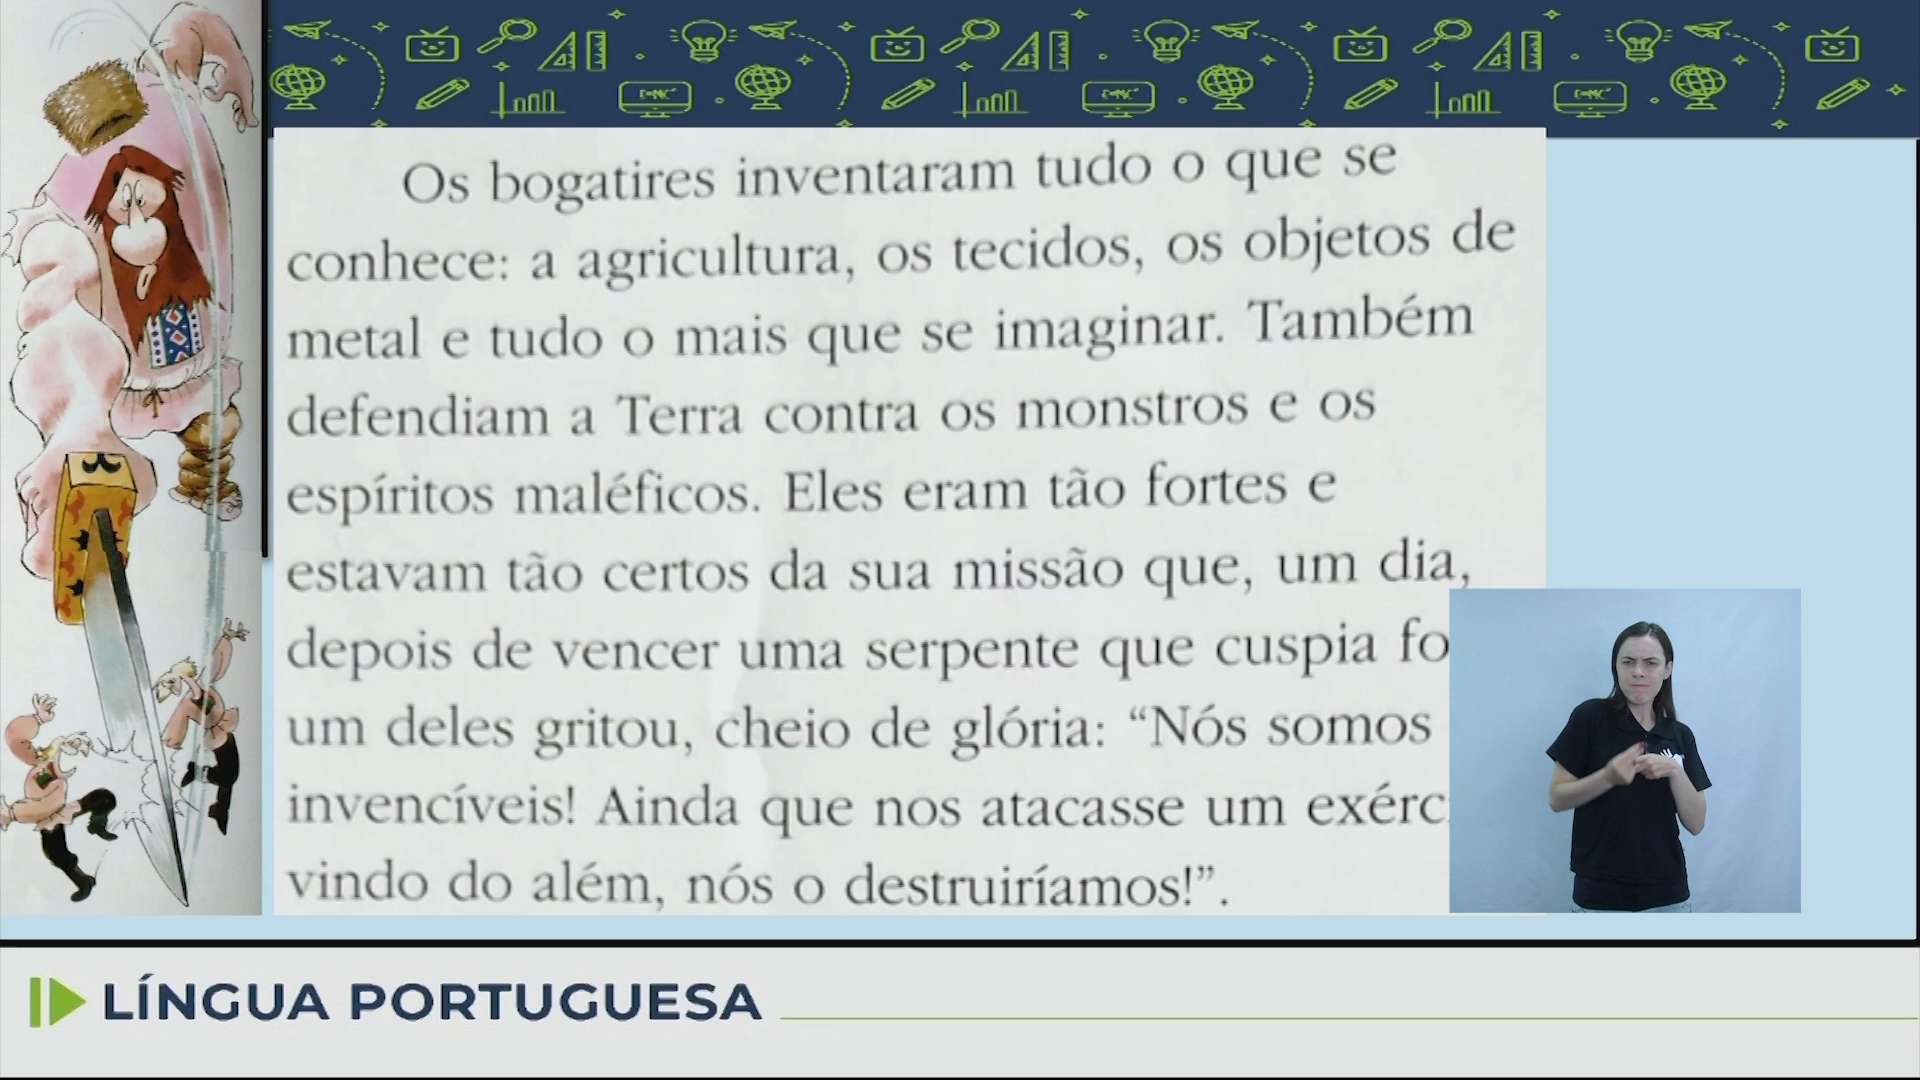 Os bogatires inventaram tudo o que se
conhece: a agricultura, os tecidos, os objetos de
metal e tudo o mais que se imaginar. Também
defendiam a Terra contra os monstros e os
espíritos maléficos. Eles eram tão fortes e
estavam tão certos da sua missão que, um dia,
depois de vencer uma serpente que cuspia fo
um deles gritou, cheio de glória: “Nós somos
invencíveis! Ainda que nos atacasse um exérc
vindo do além, nós o destruiríamos!”.
LÍNGUA PORTUGUESA